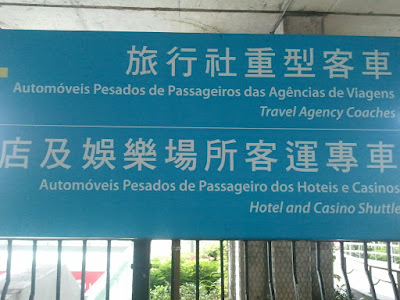 旅行社重型客車
Automóveis Pesados de Passageiros das Agências de Viagens
Travel Agency Coaches
店及娛樂場所客運專車
Automóveis Pesados de Passageiro dos Hoteis e Casinos
Hotel and Casino Shuttle